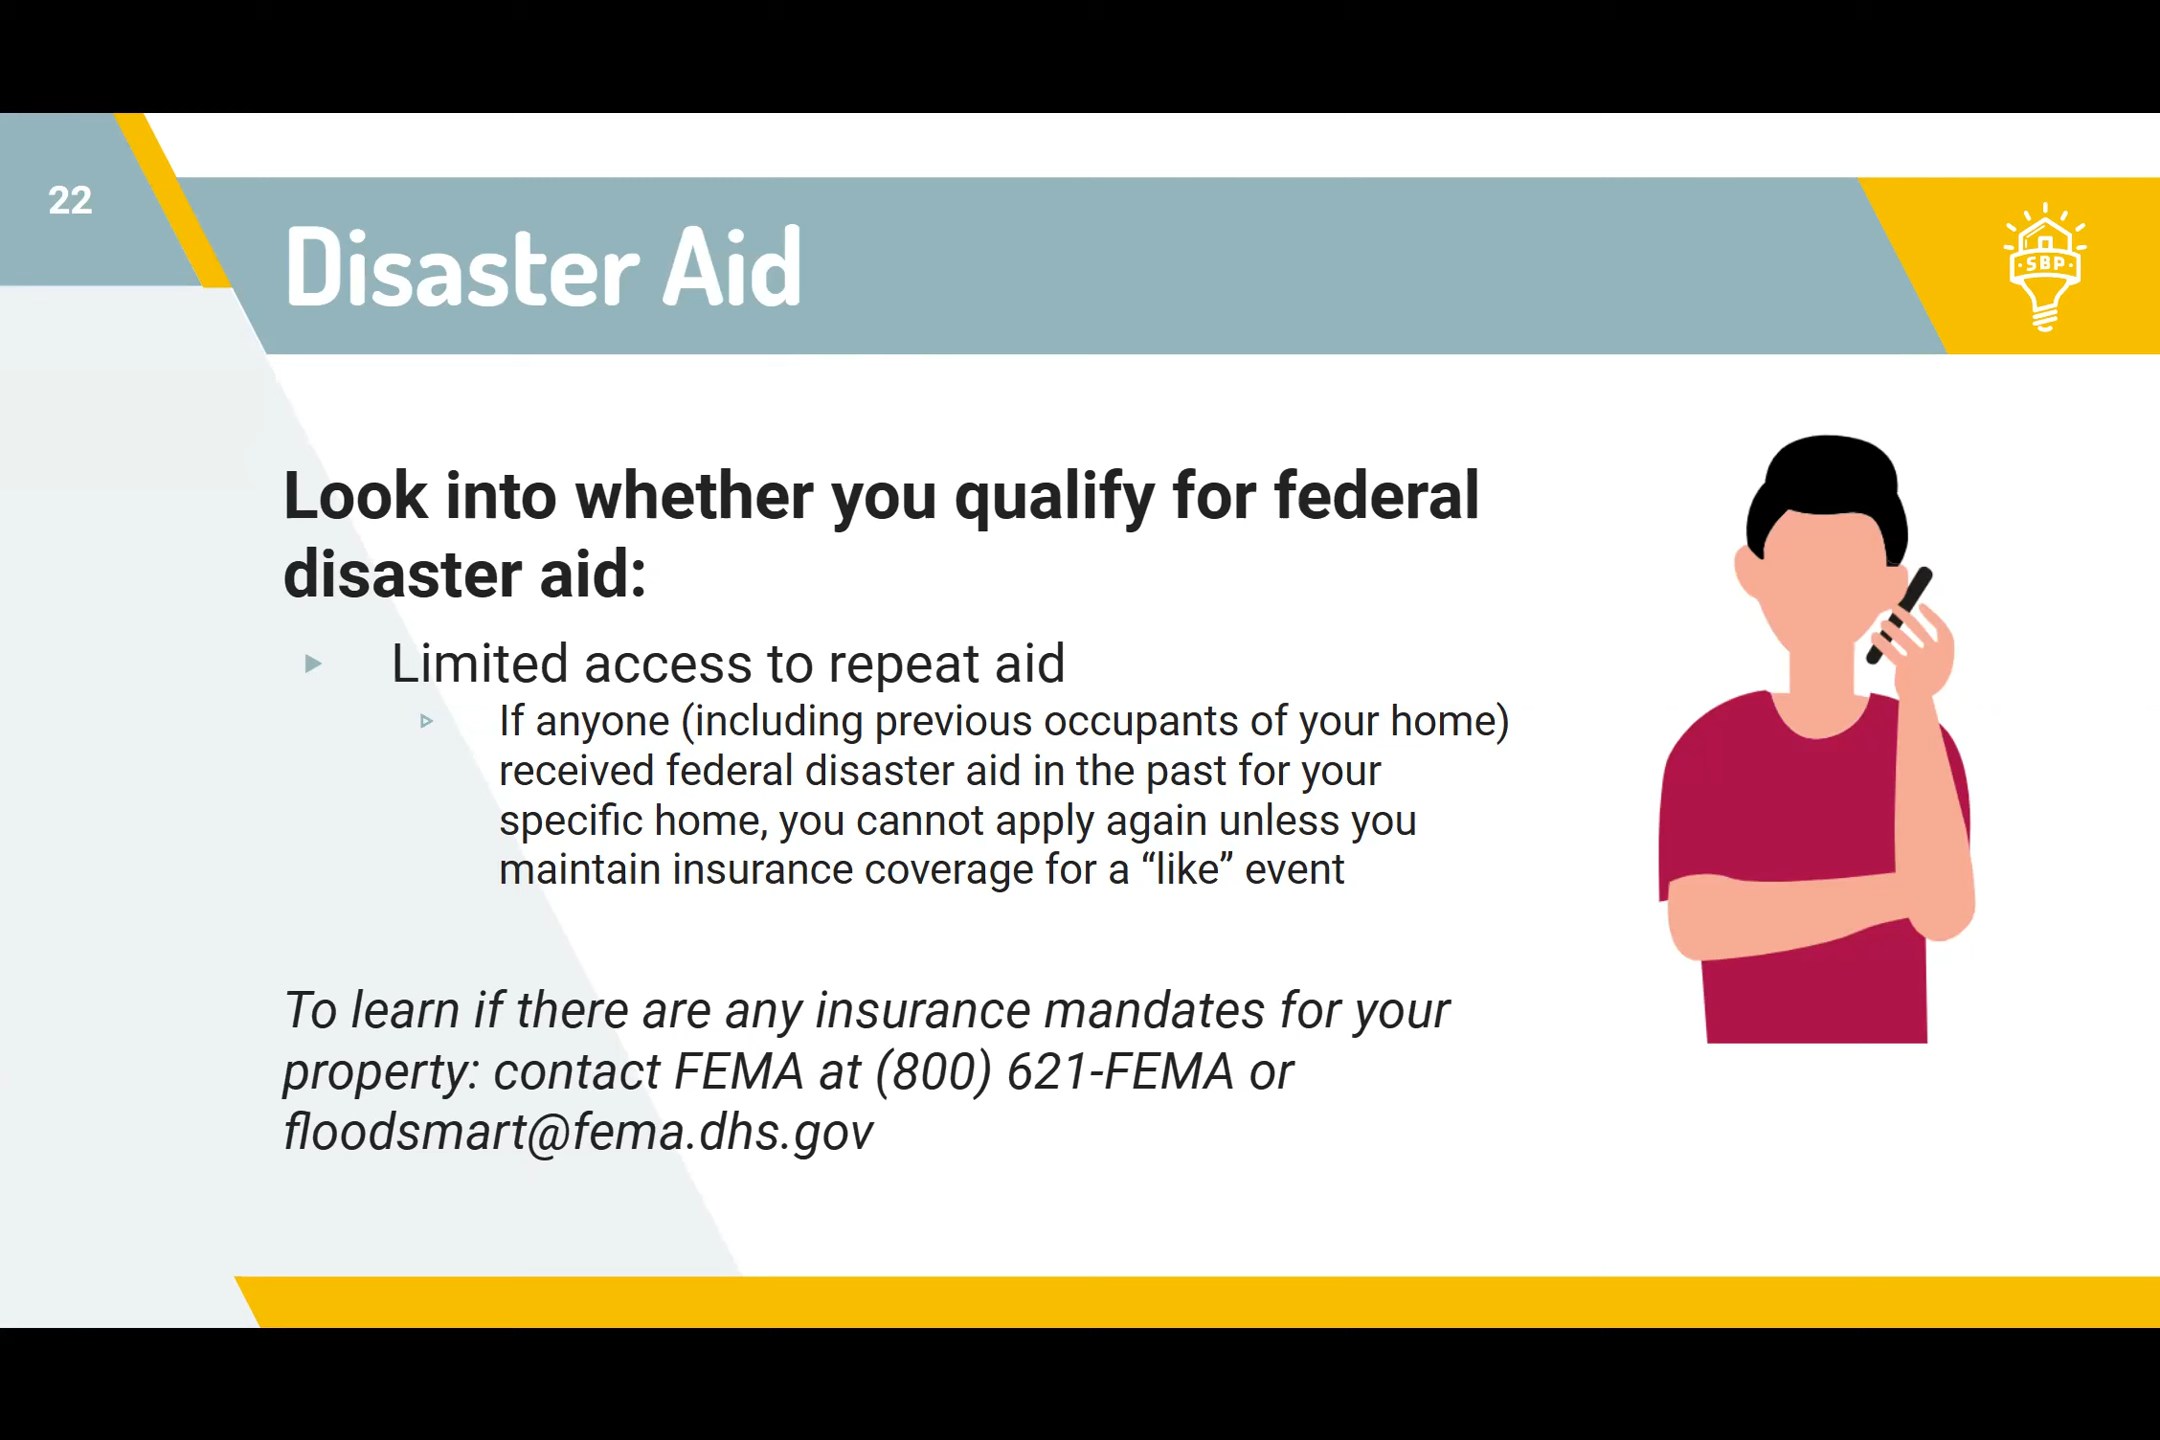 22
Disaster Aid
SBP
Look into whether you qualify for federal
disaster aid:
Limited access to repeat aid
If anyone (including previous occupants of your home)
received federal disaster aid in the past for your
specific home, you cannot apply again unless you
maintain insurance coverage for a “like” event
To learn if there are any insurance mandates for your
property: contact FEMA at (800) 621-FEMA or
floodsmart@fema.dhs.gov